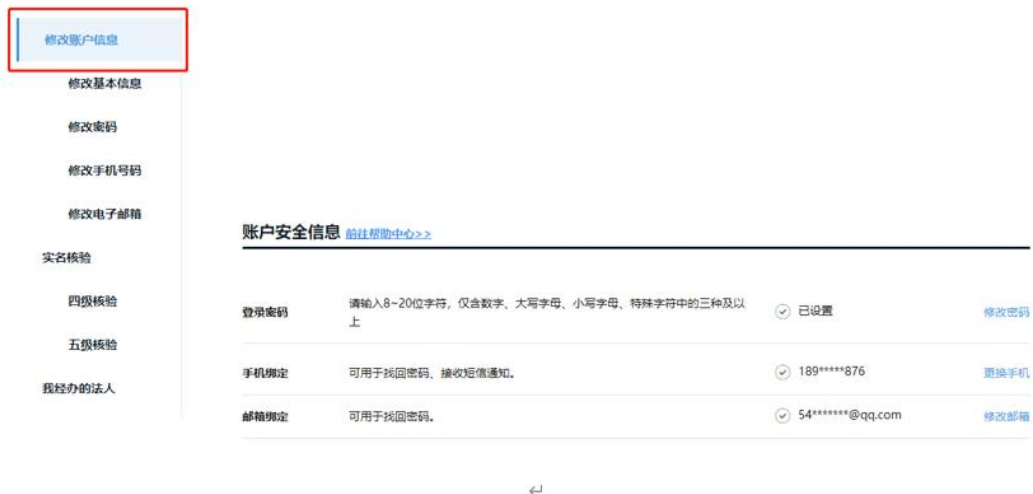 修改账户信息
修改基本信息
修改密码
修改手机号码
修改电子邮箱
实名核验
四级核验
五级核验
我经办的法人
账户安全信息 前往帮助中心>>
登录密码 请输入8~20位字符，仅含数字、大写字母、小写字母、特殊字符中的三种及以
上 已设置 修改密码
手机绑定 可用于找回密码、接收短信通知。 189*****876 更换手机
邮箱绑定 可用于找回密码。 54*******@qq.com 修改邮箱